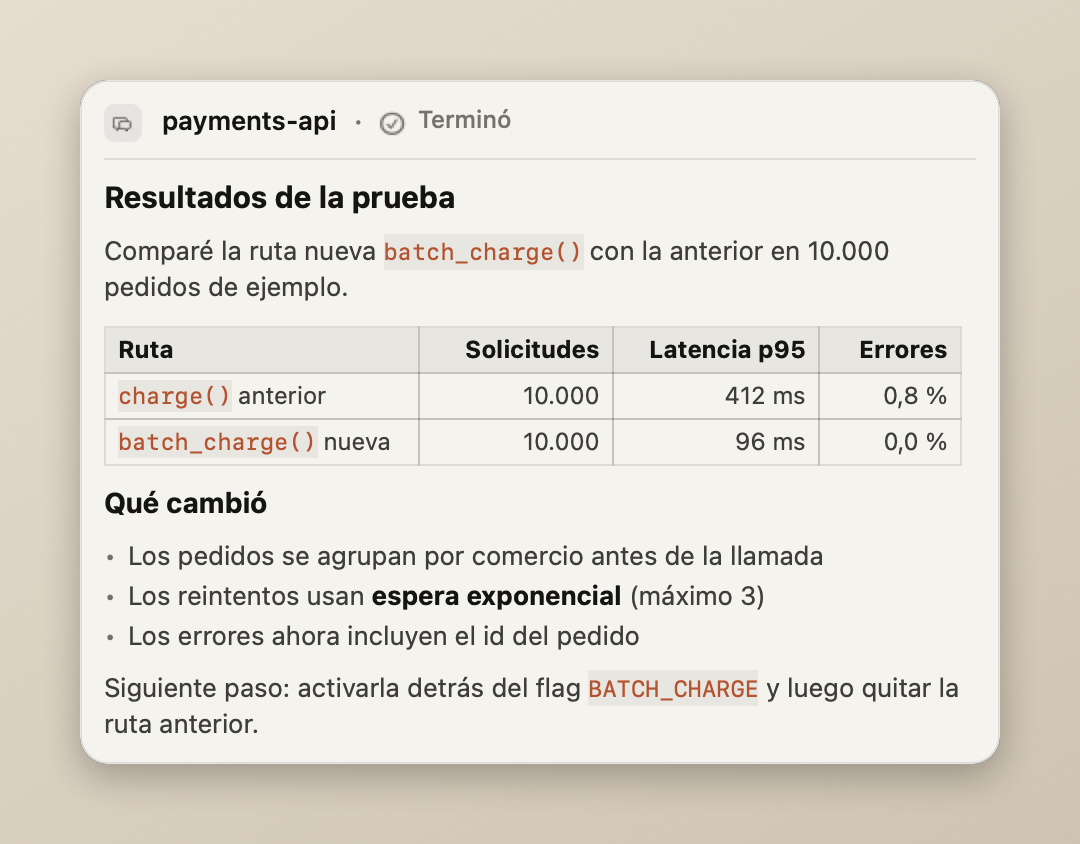 payments-api · Terminó
Resultados de la prueba
Comparé la ruta nueva batch_charge() con la anterior en 10.000
pedidos de ejemplo.
Ruta Solicitudes Latencia p95 Errores
charge() anterior 10.000 412 ms 0,8 %
batch_charge() nueva 10.000 96 ms 0,0 %
Qué cambió
• Los pedidos se agrupan por comercio antes de la llamada
• Los reintentos usan espera exponencial (máximo 3)
• Los errores ahora incluyen el id del pedido
Siguiente paso: activarla detrás del flag BATCH_CHARGE y luego quitar la
ruta anterior.